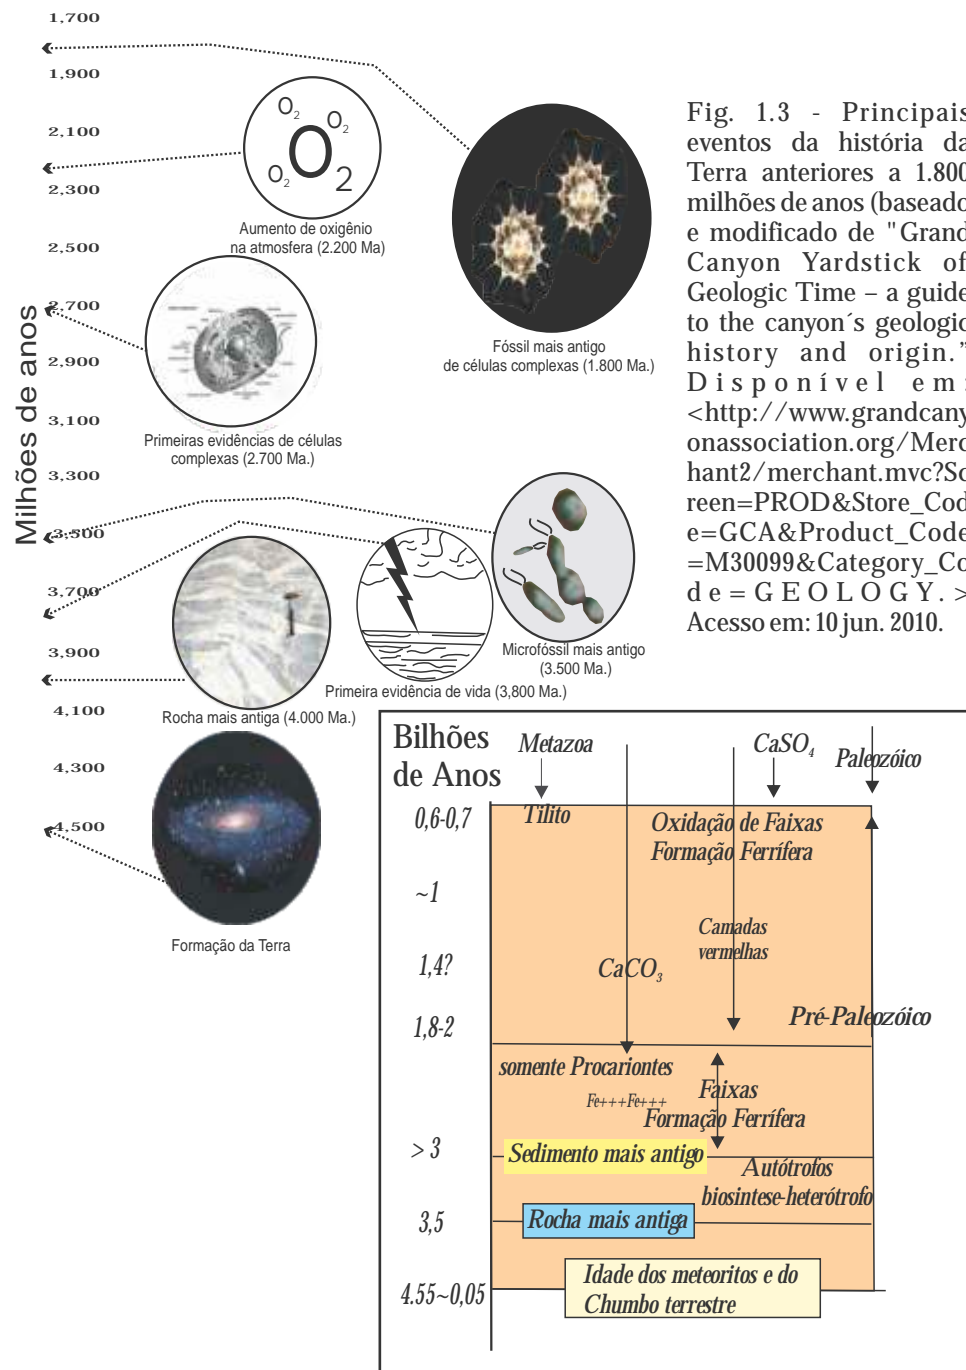 1,700
1,900
2,100
2,300
2,500
2,700
2,900
3,100
3,300
3,500
3,700
3,900
4,100
4,300
4,500
Milhões de anos
O2 O2
O2 O 2
Aumento de oxigênio
na atmosfera (2.200 Ma)
Fóssil mais antigo
de células complexas (1.800 Ma.)
Primeiras evidências de células
complexas (2.700 Ma.)
Microfóssil mais antigo
(3.500 Ma.)
Primeira evidência de vida (3,800 Ma.)
Rocha mais antiga (4.000 Ma.)
Formação da Terra
Fig. 1.3 - Principais
eventos da história da
Terra anteriores a 1.800
milhões de anos (baseado
e modificado de "Grand
Canyon Yardstick of
Geologic Time – a guide
to the canyon´s geologic
history and origin.”
Disponível em:
<http://www.grandcany
onassociation.org/Merc
hant2/merchant.mvc?Sc
reen=PROD&Store_Cod
e=GCA&Product_Code
=M30099&Category_Co
de=GEOLOGY.>
Acesso em: 10 jun. 2010.
Bilhões
de Anos
Metazoa
CaSO4
Paleozóico
0,6-0,7
Tilito
Oxidação de Faixas
Formação Ferrífera
~1
Camadas
vermelhas
1,4?
CaCO3
1,8-2
Pré-Paleozóico
somente Procariontes
Fe+++Fe+++
Faixas
Formação Ferrífera
> 3
Sedimento mais antigo
Autótrofos
biosintese-heterótrofo
3,5
Rocha mais antiga
4.55~0,05
Idade dos meteoritos e do
Chumbo terrestre